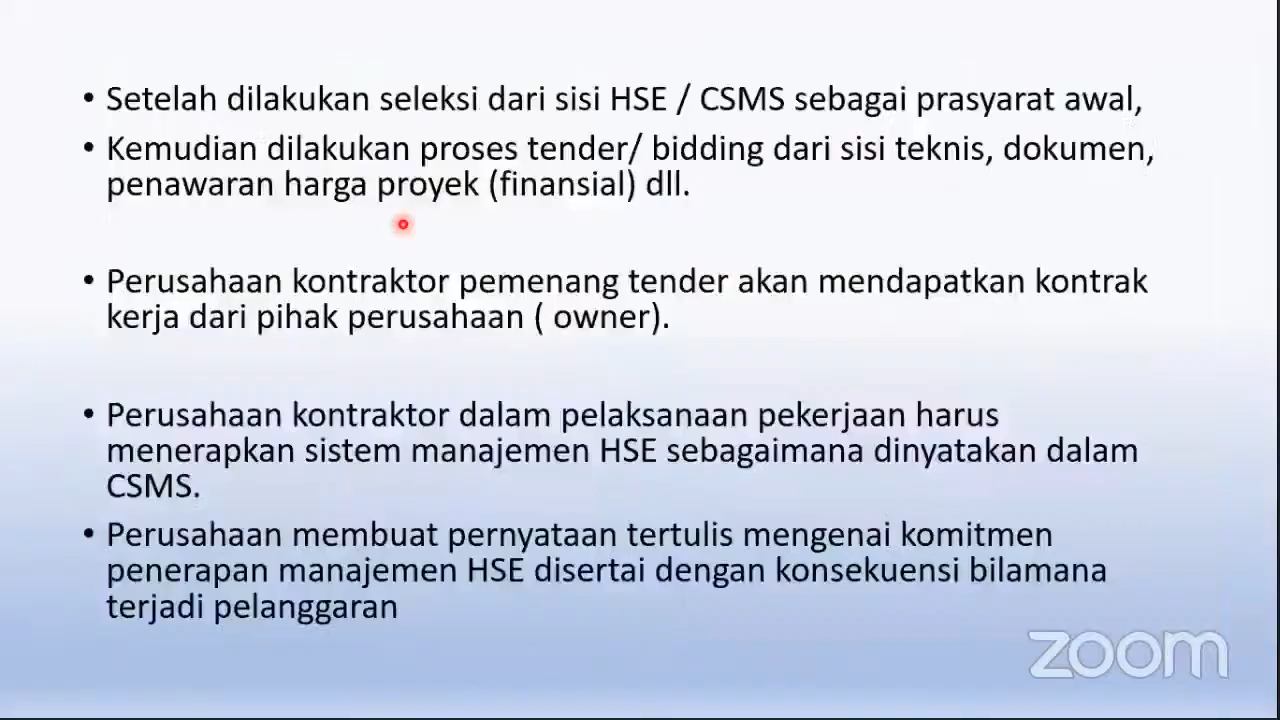 • Setelah dilakukan seleksi dari sisi HSE / CSMS sebagai prasyarat awal,
• Kemudian dilakukan proses tender/ bidding dari sisi teknis, dokumen,
penawaran harga proyek (finansial) dll.
• Perusahaan kontraktor pemenang tender akan mendapatkan kontrak
kerja dari pihak perusahaan ( owner).
• Perusahaan kontraktor dalam pelaksanaan pekerjaan harus
menerapkan sistem manajemen HSE sebagaimana dinyatakan dalam
CSMS.
• Perusahaan membuat pernyataan tertulis mengenai komitmen
penerapan manajemen HSE disertai dengan konsekuensi bilamana
terjadi pelanggaran
zoom